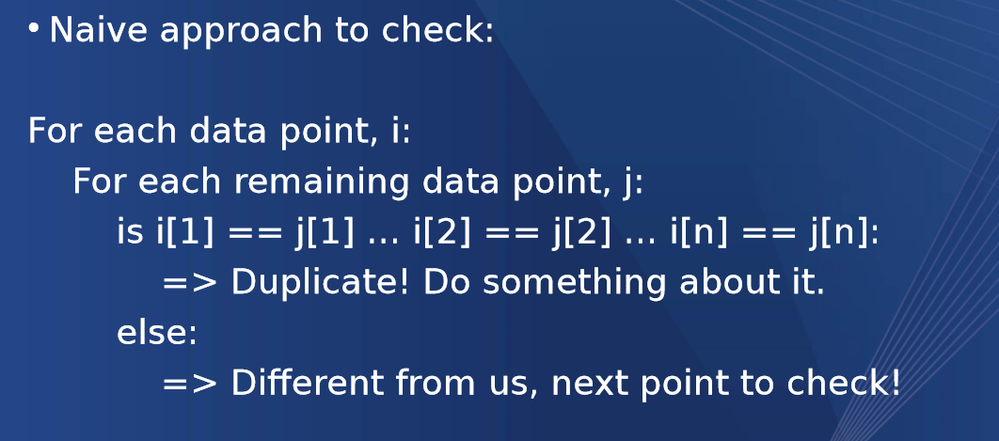 • Naive approach to check:
For each data point, i:
For each remaining data point, j:
is i[1] == j[1] ... i[2] == j[2] ... i[n] == j[n]:
=> Duplicate! Do something about it.
else:
=> Different from us, next point to check!